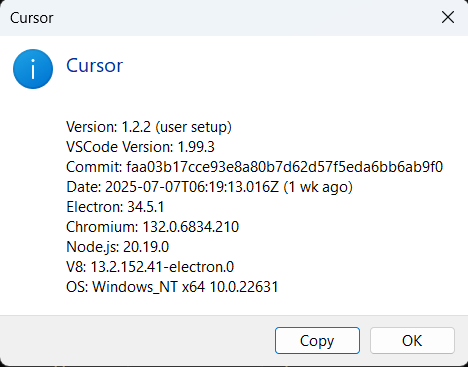 Cursor
Cursor
Version: 1.2.2 (user setup)
VSCode Version: 1.99.3
Commit: faa03b17cce93e8a80b7d62d57f5eda6bb6ab9f0
Date: 2025-07-07T06:19:13.016Z (1 wk ago)
Electron: 34.5.1
Chromium: 132.0.6834.210
Node.js: 20.19.0
V8: 13.2.152.41-electron.0
OS: Windows_NT x64 10.0.22631
Copy
OK